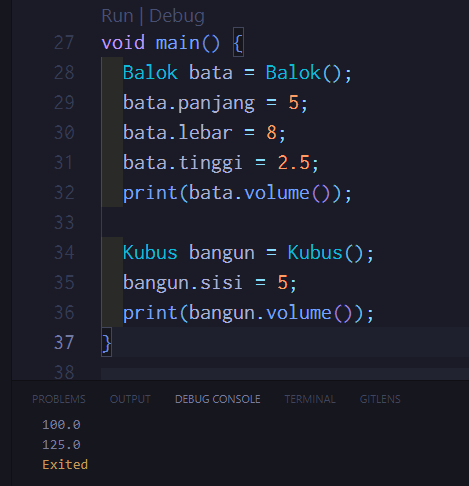 Run | Debug
27 void main() {
28 Balok bata = Balok();
29 bata.panjang = 5;
30 bata.lebar = 8;
31 bata.tinggi = 2.5;
32 print(bata.volume());
33
34 Kubus bangun = Kubus();
35 bangun.sisi = 5;
36 print(bangun.volume());
37 }
38
PROBLEMS OUTPUT DEBUG CONSOLE TERMINAL GITLENS
100.0
125.0
Exited